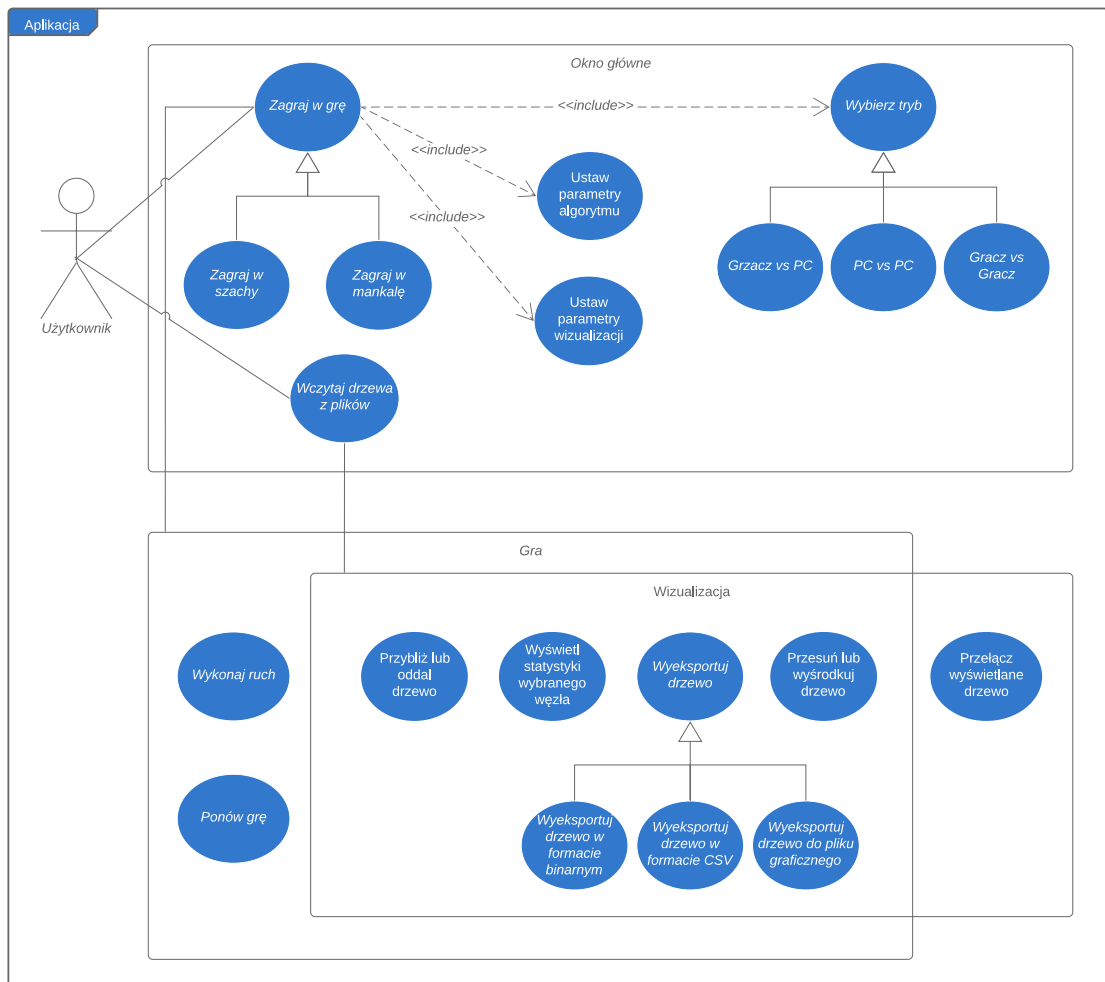 Aplikacja
Okno główne
Zagraj w grę
<<include>>
Wybierz tryb
<<include>>
Ustaw
parametry
algorytmu
<<include>>
Zagraj w
szachy
Zagraj w
mankalę
Grzacz vs PC
PC vs PC
Gracz vs
Gracz
Ustaw
parametry
wizualizacji
Użytkownik
Wczytaj drzewa
z plików
Gra
Wizualizacja
Wykonaj ruch
Przybliż lub
oddal
drzewo
Wyświetl
statystyki
wybranego
węzła
Wyeksportuj
drzewo
Przesuń lub
wyśrodkuj
drzewo
Przełącz
wyświetlane
drzewo
Ponów grę
Wyeksportuj
drzewo w
formacie
binarnym
Wyeksportuj
drzewo w
formacie CSV
Wyeksportuj
drzewo do pliku
graficznego